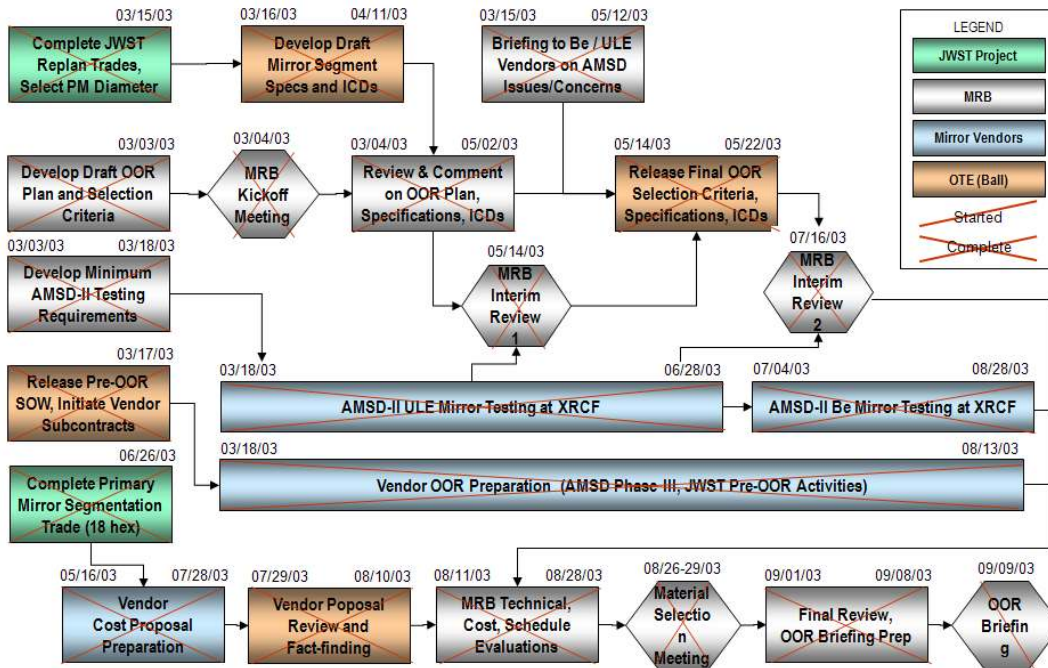 03/15/03
Complete JWST
Replan Trades,
Select PM Diameter
03/16/03 04/11/03
Develop Draft
Mirror Segment
Specs and ICDs
03/15/03 05/12/03
Briefing to Be / ULE
Vendors on AMSD
Issues/Concerns
LEGEND
JWST Project
MRB
Mirror Vendors
OTE (Ball)
Started
Complete
03/03/03
Develop Draft OOR
Plan and Selection
Criteria
03/04/03
MRB
Kickoff
Meeting
03/04/03 05/02/03
Review & Comment
on OOR Plan,
Specifications, ICDs
05/14/03 05/22/03
Release Final OOR
Selection Criteria,
Specifications, ICDs
03/03/03 03/18/03
Develop Minimum
AMSD-II Testing
Requirements
05/14/03
MRB
Interim
Review
1
07/16/03
MRB
Interim
Review
2
03/17/03
Release Pre-OOR
SOW, Initiate Vendor
Subcontracts
03/18/03 06/28/03
AMSD-II ULE Mirror Testing at XRCF
07/04/03 08/28/03
AMSD-II Be Mirror Testing at XRCF
06/26/03
Complete Primary
Mirror Segmentation
Trade (18 hex)
03/18/03 08/13/03
Vendor OOR Preparation (AMSD Phase III, JWST Pre-OOR Activities)
05/16/03 07/28/03
Vendor
Cost Proposal
Preparation
07/29/03 08/10/03
Vendor Poposal
Review and
Fact-finding
08/11/03 08/28/03
MRB Technical,
Cost, Schedule
Evaluations
08/26-29/03
Material
Selectio
n
Meeting
09/01/03 09/08/03
Final Review,
OOR Briefing Prep
09/09/03
OOR
Briefin
g